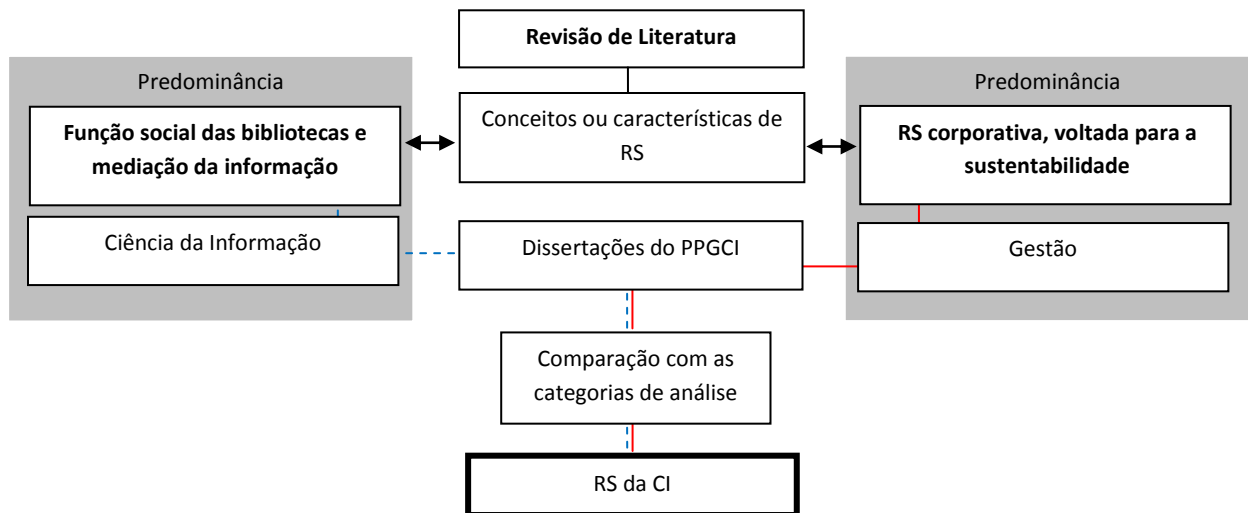 Revisão de Literatura
Predominância
Função social das bibliotecas e
mediação da informação
Ciência da Informação
Conceitos ou características de
RS
Predominância
RS corporativa, voltada para a
sustentabilidade
Gestão
Dissertações do PPGCI
Comparação com as
categorias de análise
RS da CI